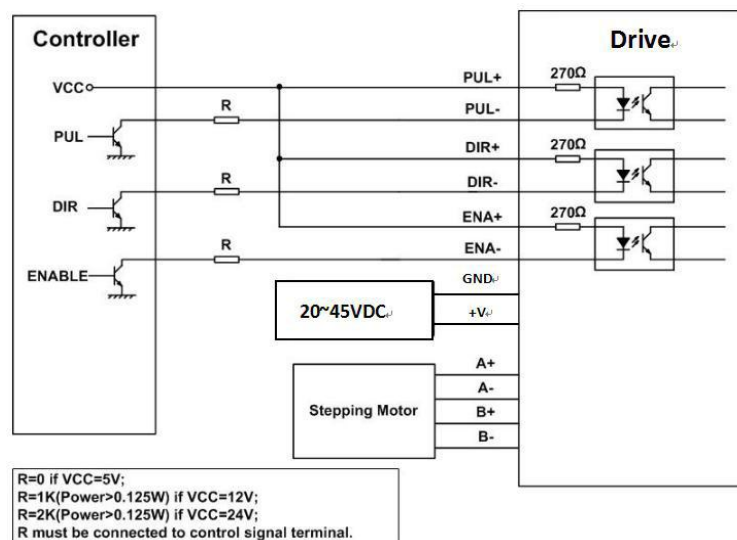 Controller
Drive
VCC
PUL+
270Ω
PUL
R
PUL-
DIR+
270Ω
DIR
R
DIR-
ENA+
270Ω
ENABLE
R
ENA-
GND
20~45VDC
+V
Stepping Motor
A+
A-
B+
B-
R=0 if VCC=5V;
R=1K(Power>0.125W) if VCC=12V;
R=2K(Power>0.125W) if VCC=24V;
R must be connected to control signal terminal.